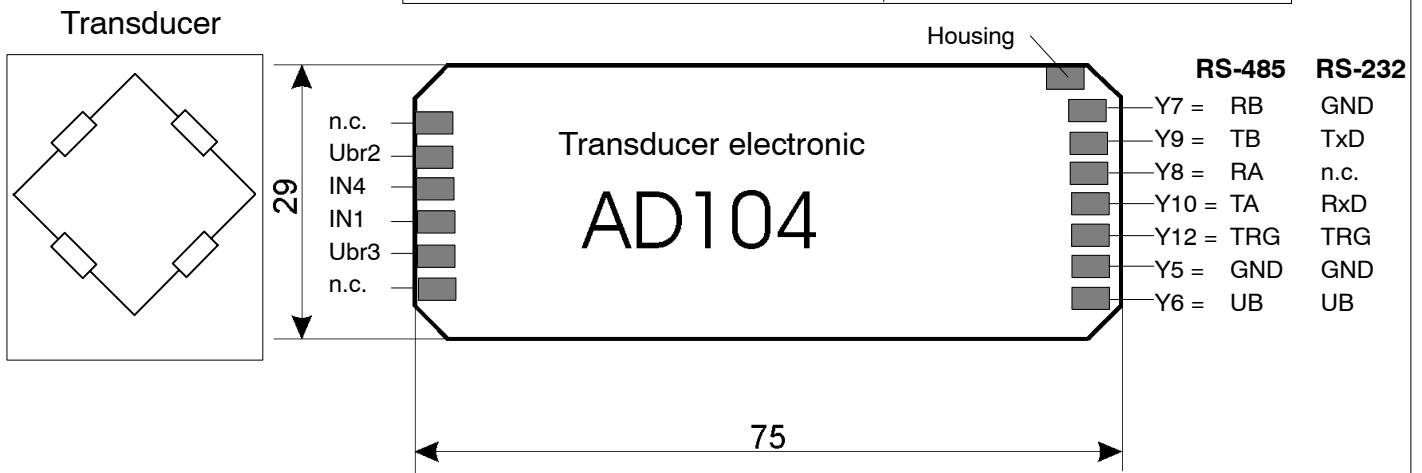 Transducer
Housing
RS-485 RS-232
n.c.
Ubr2
IN4
IN1
Ubr3
n.c.
29
Transducer electronic
AD104
Y7 = RB GND
Y9 = TB TxD
Y8 = RA n.c.
Y10 = TA RxD
Y12 = TRG TRG
Y5 = GND GND
Y6 = UB UB
75